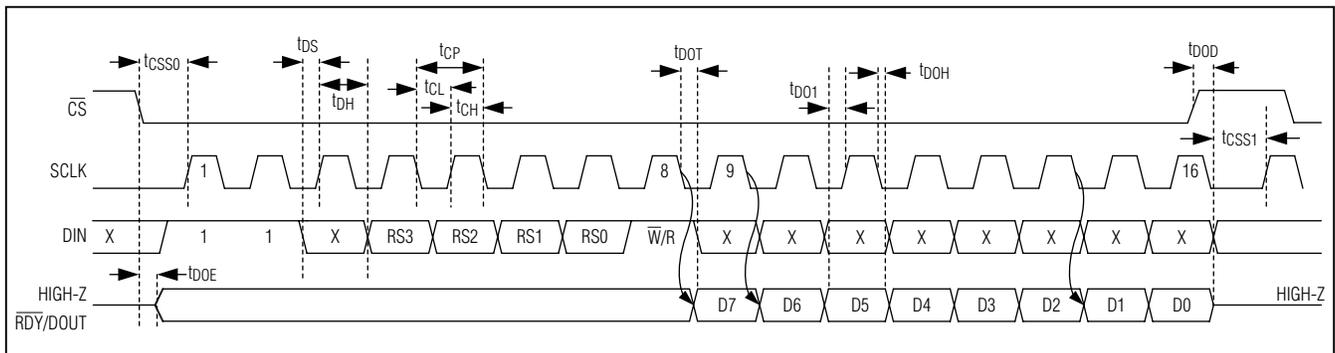 tCSS0 tDS tCP tDOT tDOH tDOD
tDH tCL tCH tDO1 tCSS1
CS
SCLK 1 8 9 16
DIN X 1 1 X RS3 RS2 RS1 RS0 W/R X X X X X X X X
tDOE
HIGH-Z D7 D6 D5 D4 D3 D2 D1 D0 HIGH-Z
RDY/DOUT